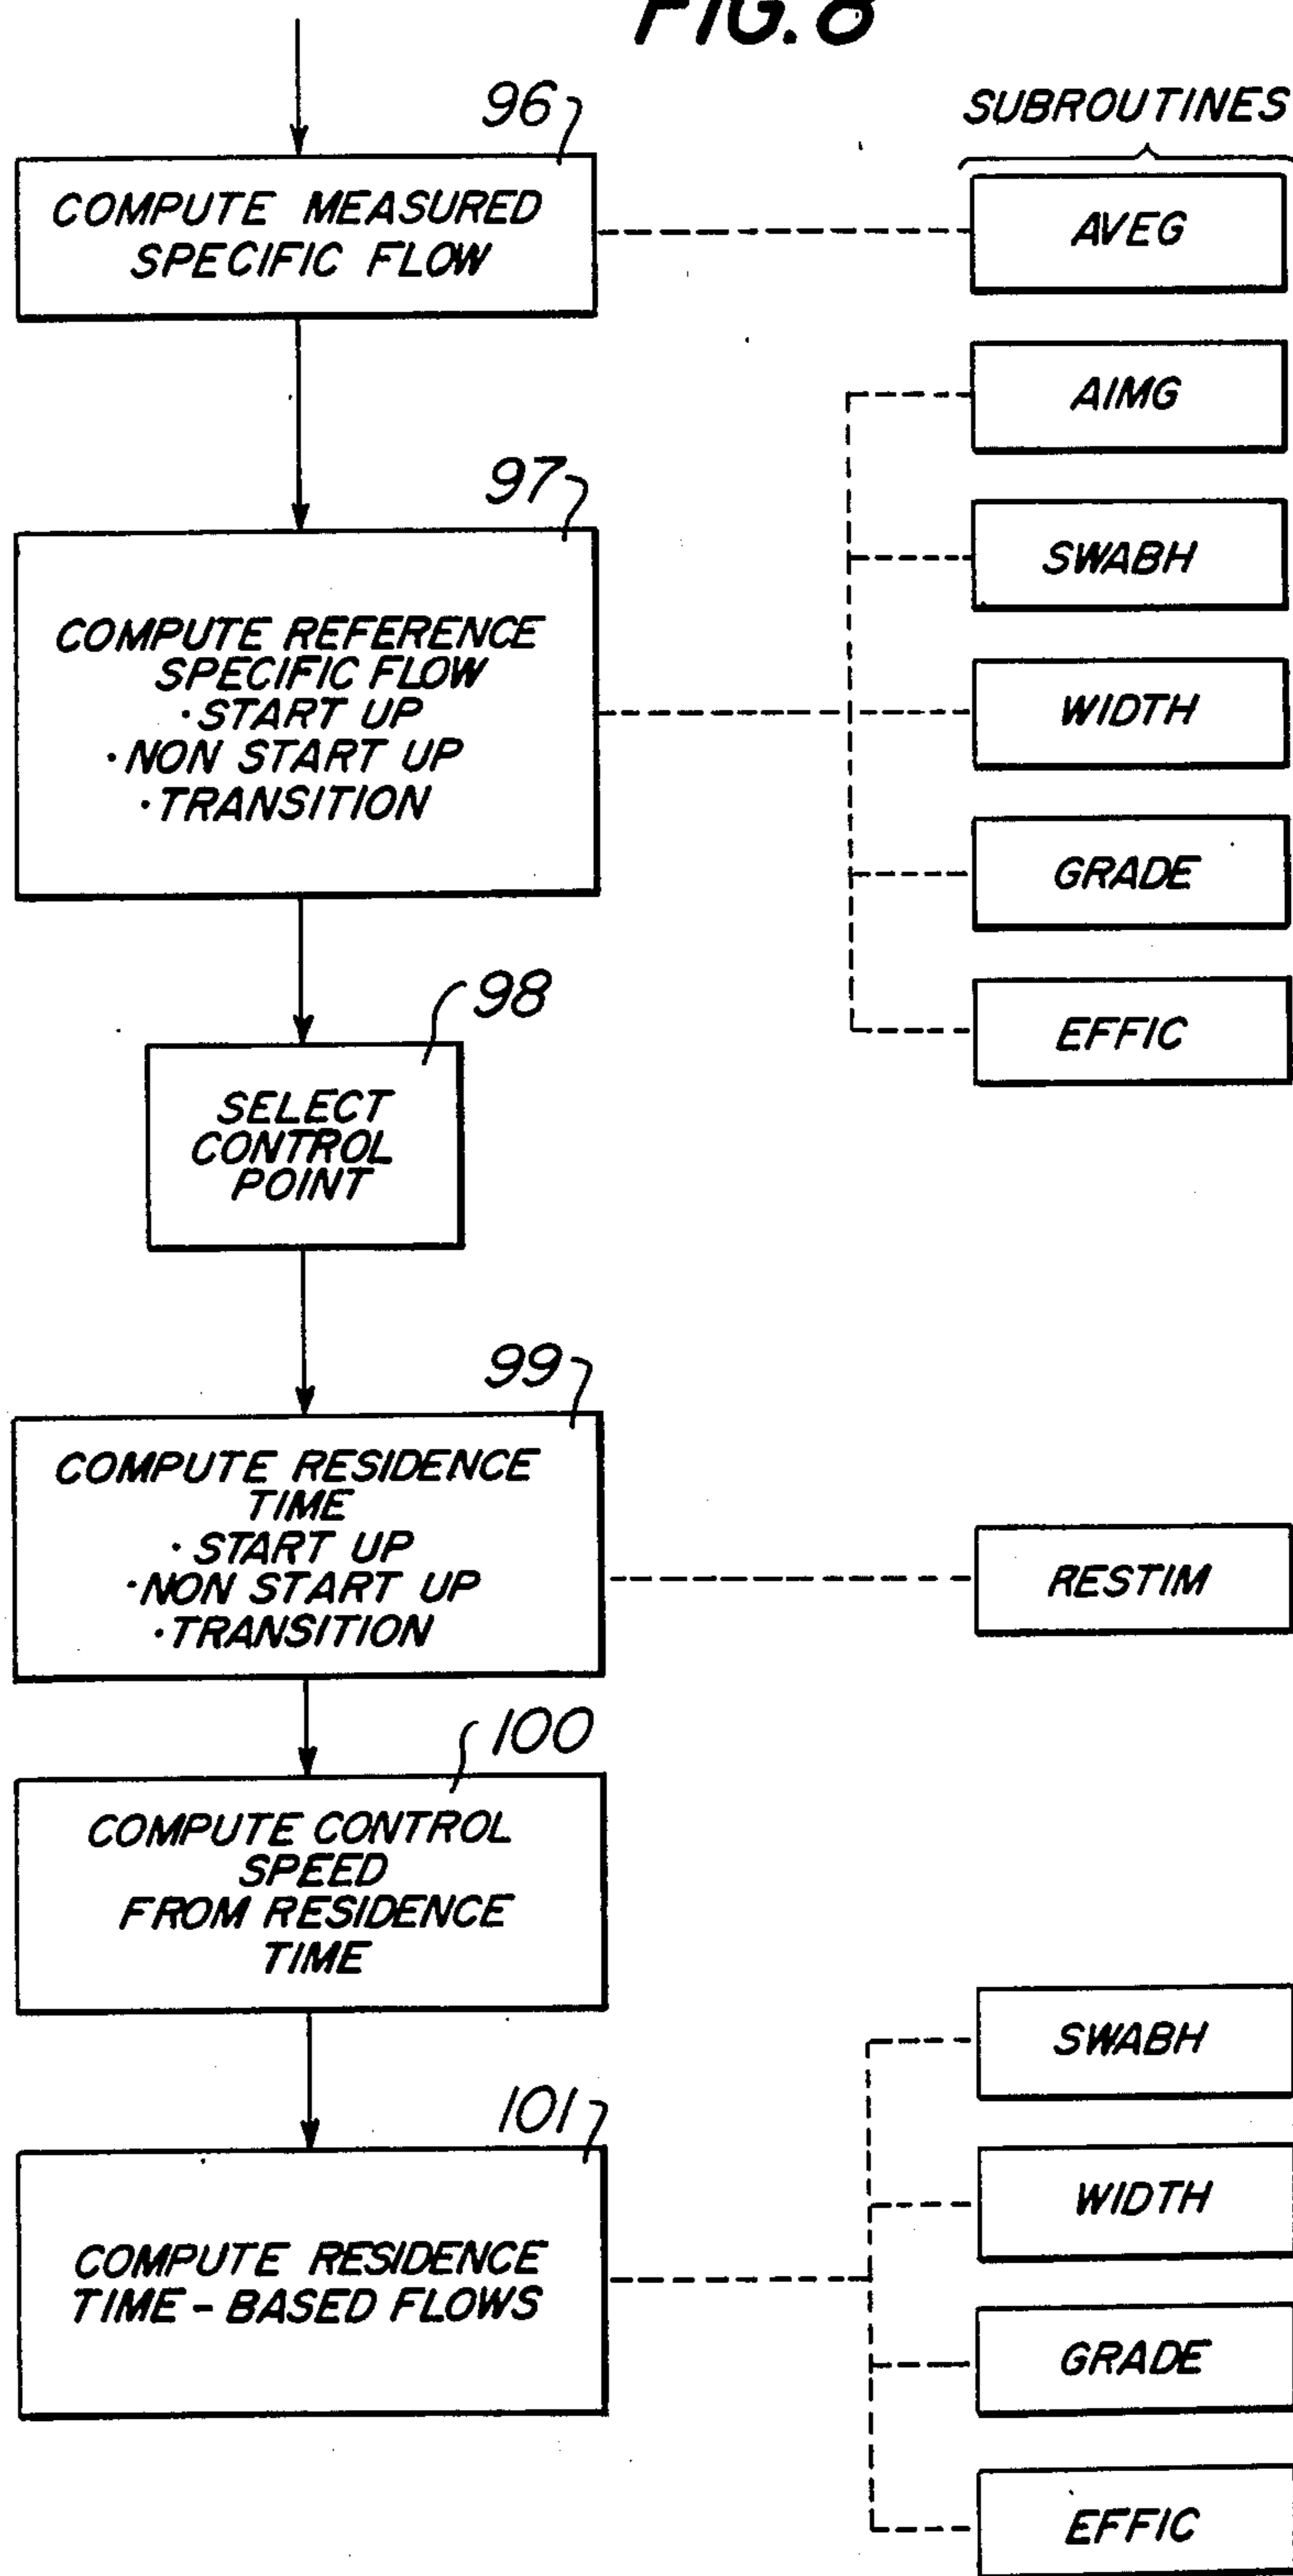 FIG. 8
SUBROUTINES
96
COMPUTE MEASURED
SPECIFIC FLOW
AVEG
AIMG
97
COMPUTE REFERENCE
SPECIFIC FLOW
· START UP
· NON START UP
· TRANSITION
SWABH
WIDTH
GRADE
EFFIC
98
SELECT
CONTROL
POINT
99
COMPUTE RESIDENCE
TIME
· START UP
· NON START UP
· TRANSITION
RESTIM
100
COMPUTE CONTROL
SPEED
FROM RESIDENCE
TIME
101
COMPUTE RESIDENCE
TIME - BASED FLOWS
SWABH
WIDTH
GRADE
EFFIC